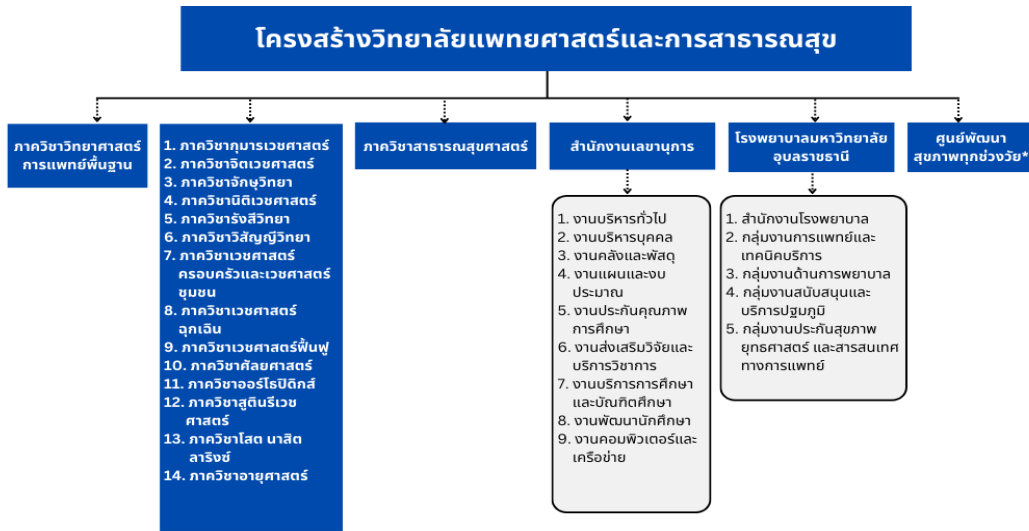 โครงสร้างวิทยาลัยแพทยศาสตร์และการสาธารณสุข
ภาควิชาวิทยาศาสตร์
การแพทย์พื้นฐาน
1. ภาควิชากุมารเวชศาสตร์
2. ภาควิชาจิตเวชศาสตร์
3. ภาควิชาจักษุวิทยา
4. ภาควิชานิติเวชศาสตร์
5. ภาควิชารังสีวิทยา
6. ภาควิชาวิสัญญีวิทยา
7. ภาควิชาเวชศาสตร์
ครอบครัวและเวชศาสตร์
ชุมชน
8. ภาควิชาเวชศาสตร์
ฉุกเฉิน
9. ภาควิชาเวชศาสตร์ฟื้นฟู
10. ภาควิชาศัลยศาสตร์
11. ภาควิชาออร์โธปิดิกส์
12. ภาควิชาสูตินรีเวช
ศาสตร์
13. ภาควิชาโสต นาสิต
ลาริงซ์
14. ภาควิชาอายุศาสตร์
ภาควิชาสาธารณสุขศาสตร์
สำนักงานเลขานุการ
1. งานบริหารทั่วไป
2. งานบริหารบุคคล
3. งานคลังและพัสดุ
4. งานแผนและงบ
ประมาณ
5. งานประกันคุณภาพ
การศึกษา
6. งานส่งเสริมวิจัยและ
บริการวิชาการ
7. งานบริการการศึกษา
และบัณฑิตศึกษา
8. งานพัฒนานักศึกษา
9. งานคอมพิวเตอร์และ
เครือข่าย
โรงพยาบาลมหาวิทยาลัย
อุบลราชธานี
1. สำนักงานโรงพยาบาล
2. กลุ่มงานการแพทย์และ
เทคนิคบริการ
3. กลุ่มงานด้านการพยาบาล
4. กลุ่มงานสนับสนุนและ
บริการปฐมภูมิ
5. กลุ่มงานประกันสุขภาพ
ยุทธศาสตร์ และสารสนเทศ
ทางการแพทย์
ศูนย์พัฒนา
สุขภาพทุกช่วงวัย*